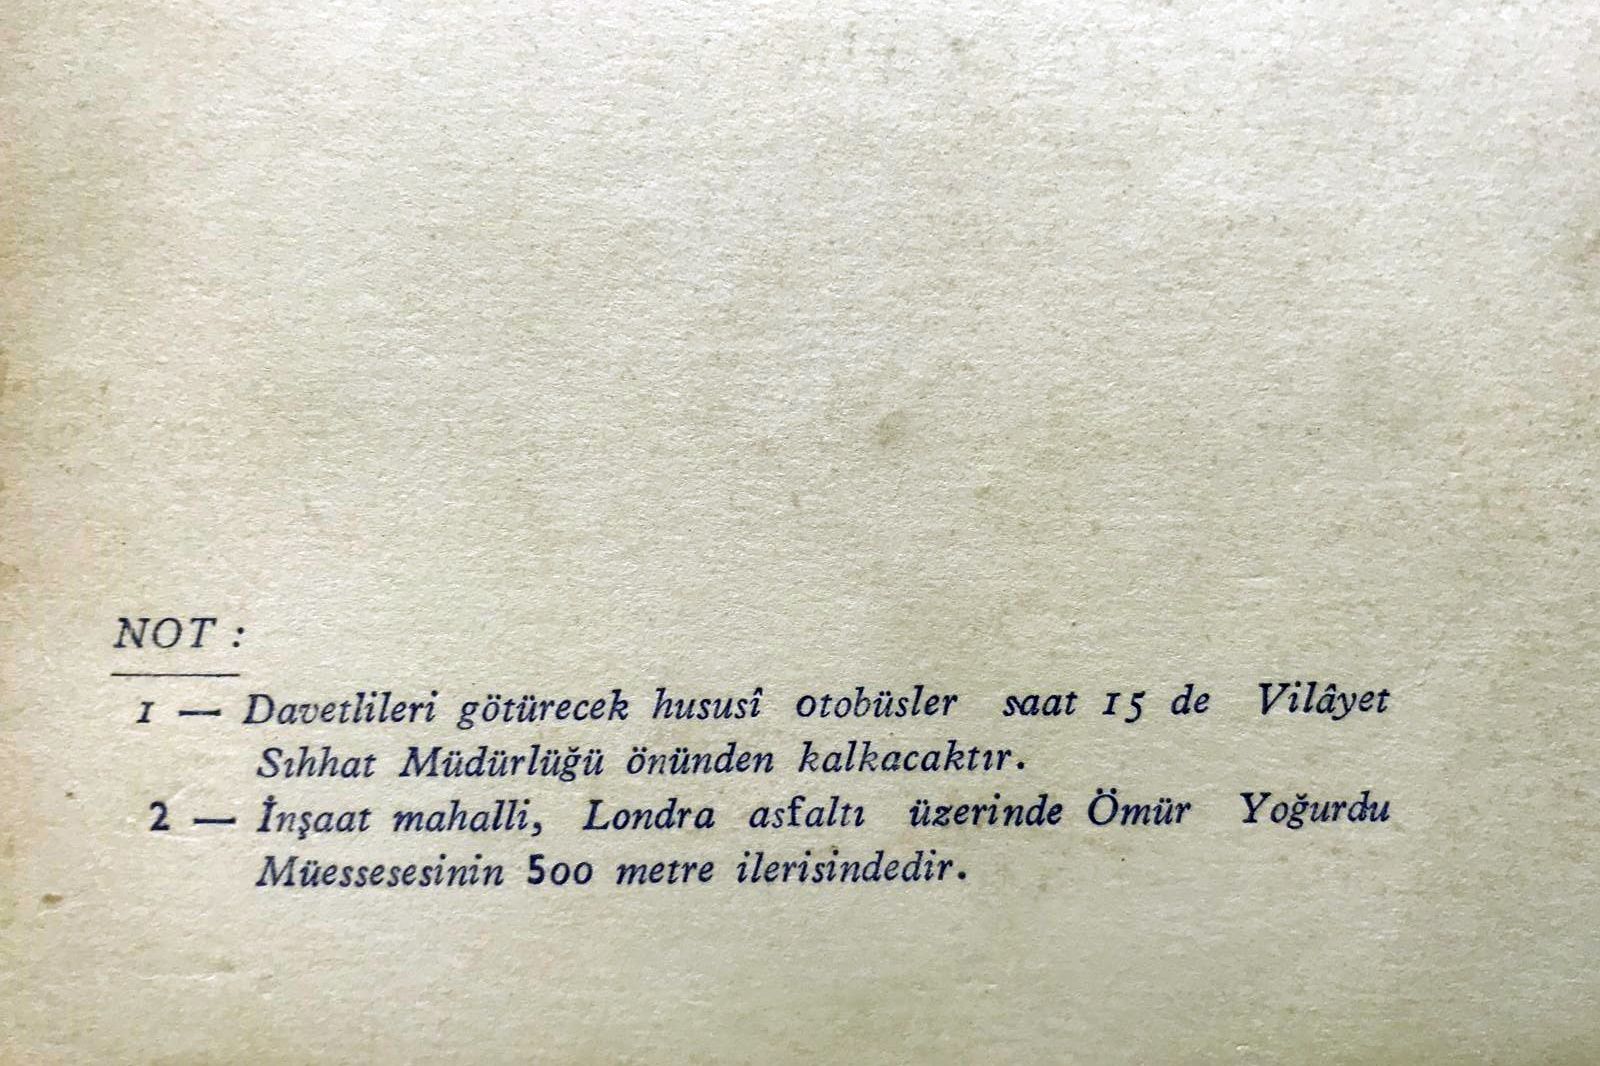 NOT :
1 — Davetlileri götürecek hususî otobüsler saat 15 de Vilâyet
Sıhhat Müdürlüğü önünden kalkacaktır.
2 — İnşaat mahalli, Londra asfaltı üzerinde Ömür Yoğurdu
Müessesesinin 500 metre ilerisindedir.